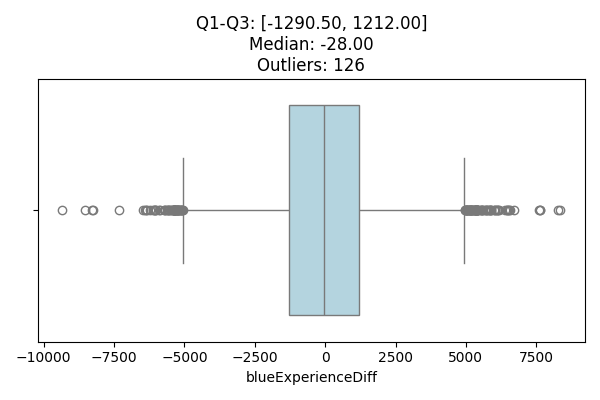 Q1-Q3: [-1290.50, 1212.00]
Median: -28.00
Outliers: 126
−10000 −7500 −5000 −2500 0 2500 5000 7500
blueExperienceDiff